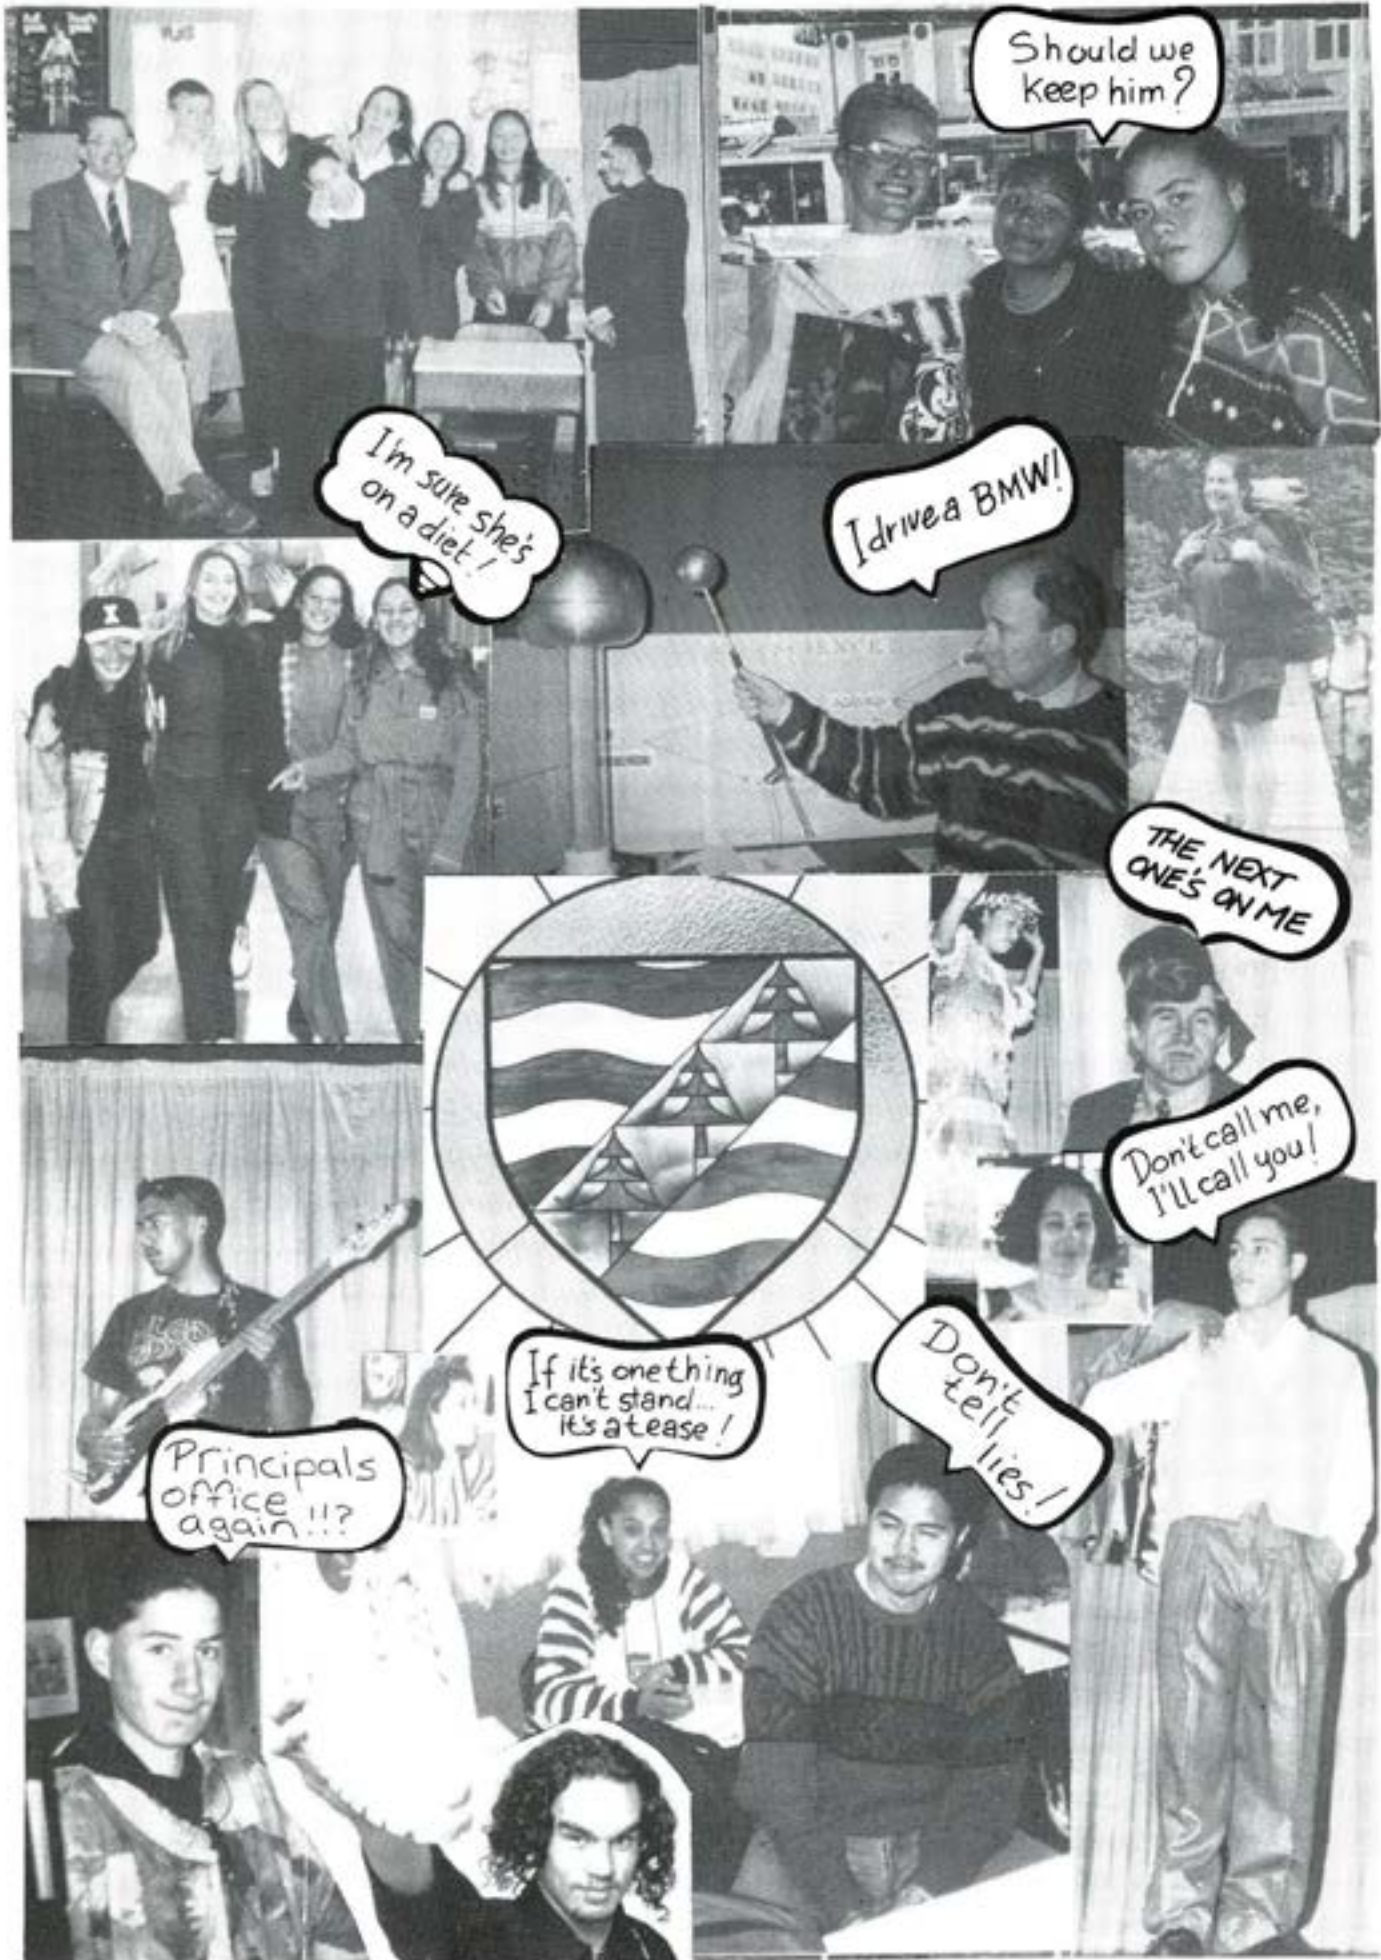 Should we
keep him?
I'm sure she's
on a diet!
I drive a BMW!
THE NEXT
ONE'S ON ME
Don't call me,
I'll call you!
If it's one thing
I can't stand...
it's a tease!
Don't
tell
lies!
Principals
office
again!!?